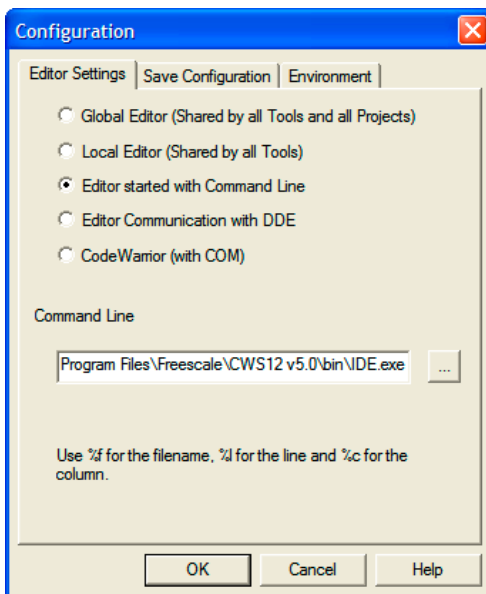 Configuration
Editor Settings Save Configuration Environment
Global Editor (Shared by all Tools and all Projects)
Local Editor (Shared by all Tools)
Editor started with Command Line
Editor Communication with DDE
CodeWarrior (with COM)
Command Line
Program Files\Freescale\CWS12 v5.0\bin\IDE.exe ...
Use %f for the filename, %l for the line and %c for the
column.
OK Cancel Help